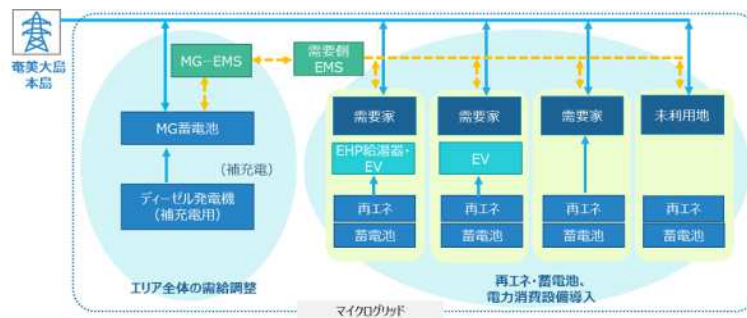 奄美大島
本島
MG-EMS
需要側
EMS
MG蓄電池
(補充電)
ディーゼル発電機
(補充電用)
エリア全体の需給調整
需要家
需要家
需要家
未利用地
EHP給湯器・
EV
EV
再エネ
再エネ
再エネ
再エネ
蓄電池
蓄電池
蓄電池
蓄電池
再エネ・蓄電池、
電力消費設備導入
マイクログリッド